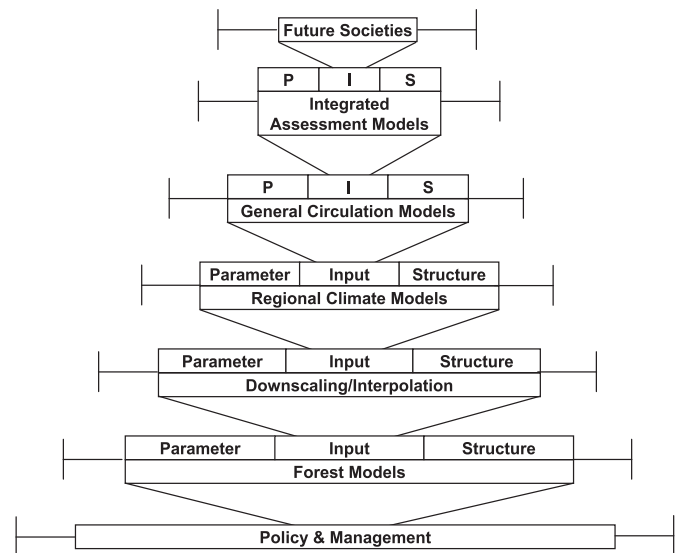 Future Societies
P I S
Integrated
Assessment Models
P I S
General Circulation Models
Parameter Input Structure
Regional Climate Models
Parameter Input Structure
Downscaling/Interpolation
Parameter Input Structure
Forest Models
Policy & Management